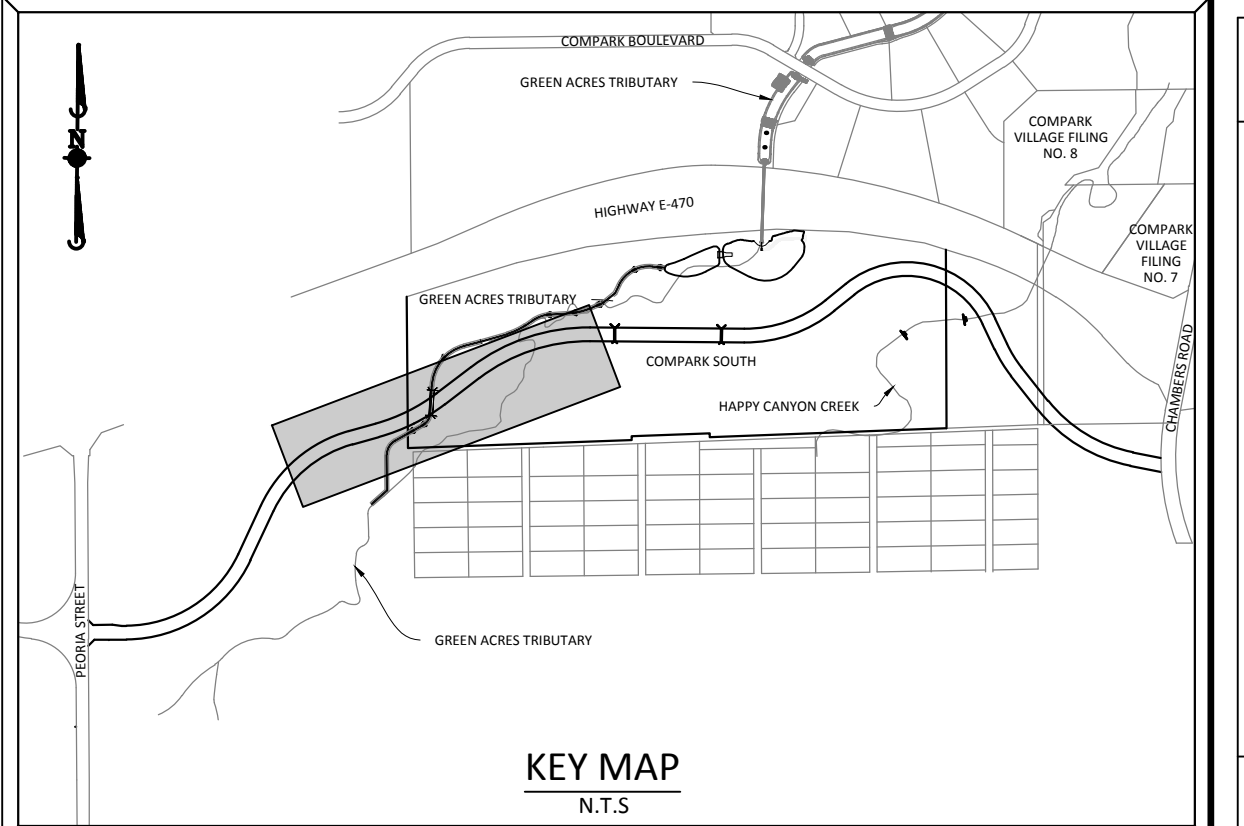 COMPARK BOULEVARD
GREEN ACRES TRIBUTARY
COMPARK
VILLAGE FILING
NO. 8
N
HIGHWAY E-470
COMPARK
VILLAGE
FILING
NO. 7
GREEN ACRES TRIBUTARY
COMPARK SOUTH
CHAMBERS ROAD
HAPPY CANYON CREEK
PEORIA STREET
GREEN ACRES TRIBUTARY
KEY MAP
N.T.S